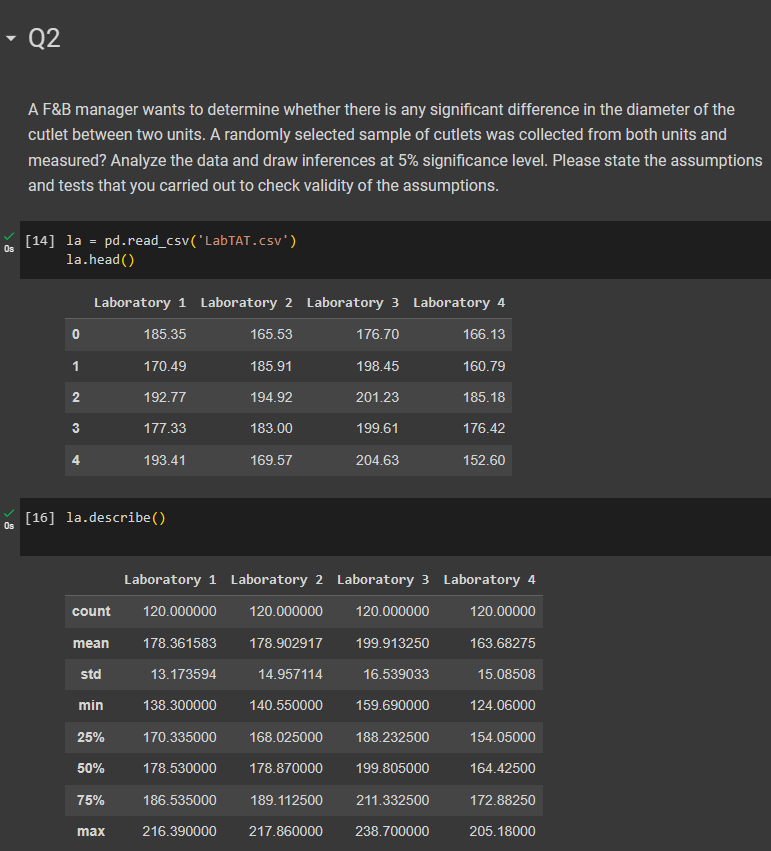 Q2
A F&B manager wants to determine whether there is any significant difference in the diameter of the
cutlet between two units. A randomly selected sample of cutlets was collected from both units and
measured? Analyze the data and draw inferences at 5% significance level. Please state the assumptions
and tests that you carried out to check validity of the assumptions.
[14] la = pd.read_csv('LabTAT.csv')
0s la.head()
Laboratory 1 Laboratory 2 Laboratory 3 Laboratory 4
0 185.35 165.53 176.70 166.13
1 170.49 185.91 198.45 160.79
2 192.77 194.92 201.23 185.18
3 177.33 183.00 199.61 176.42
4 193.41 169.57 204.63 152.60
[16] la.describe()
0s
Laboratory 1 Laboratory 2 Laboratory 3 Laboratory 4
count 120.000000 120.000000 120.000000 120.00000
mean 178.361583 178.902917 199.913250 163.68275
std 13.173594 14.957114 16.539033 15.08508
min 138.300000 140.550000 159.690000 124.06000
25% 170.335000 168.025000 188.232500 154.05000
50% 178.530000 178.870000 199.805000 164.42500
75% 186.535000 189.112500 211.332500 172.88250
max 216.390000 217.860000 238.700000 205.18000